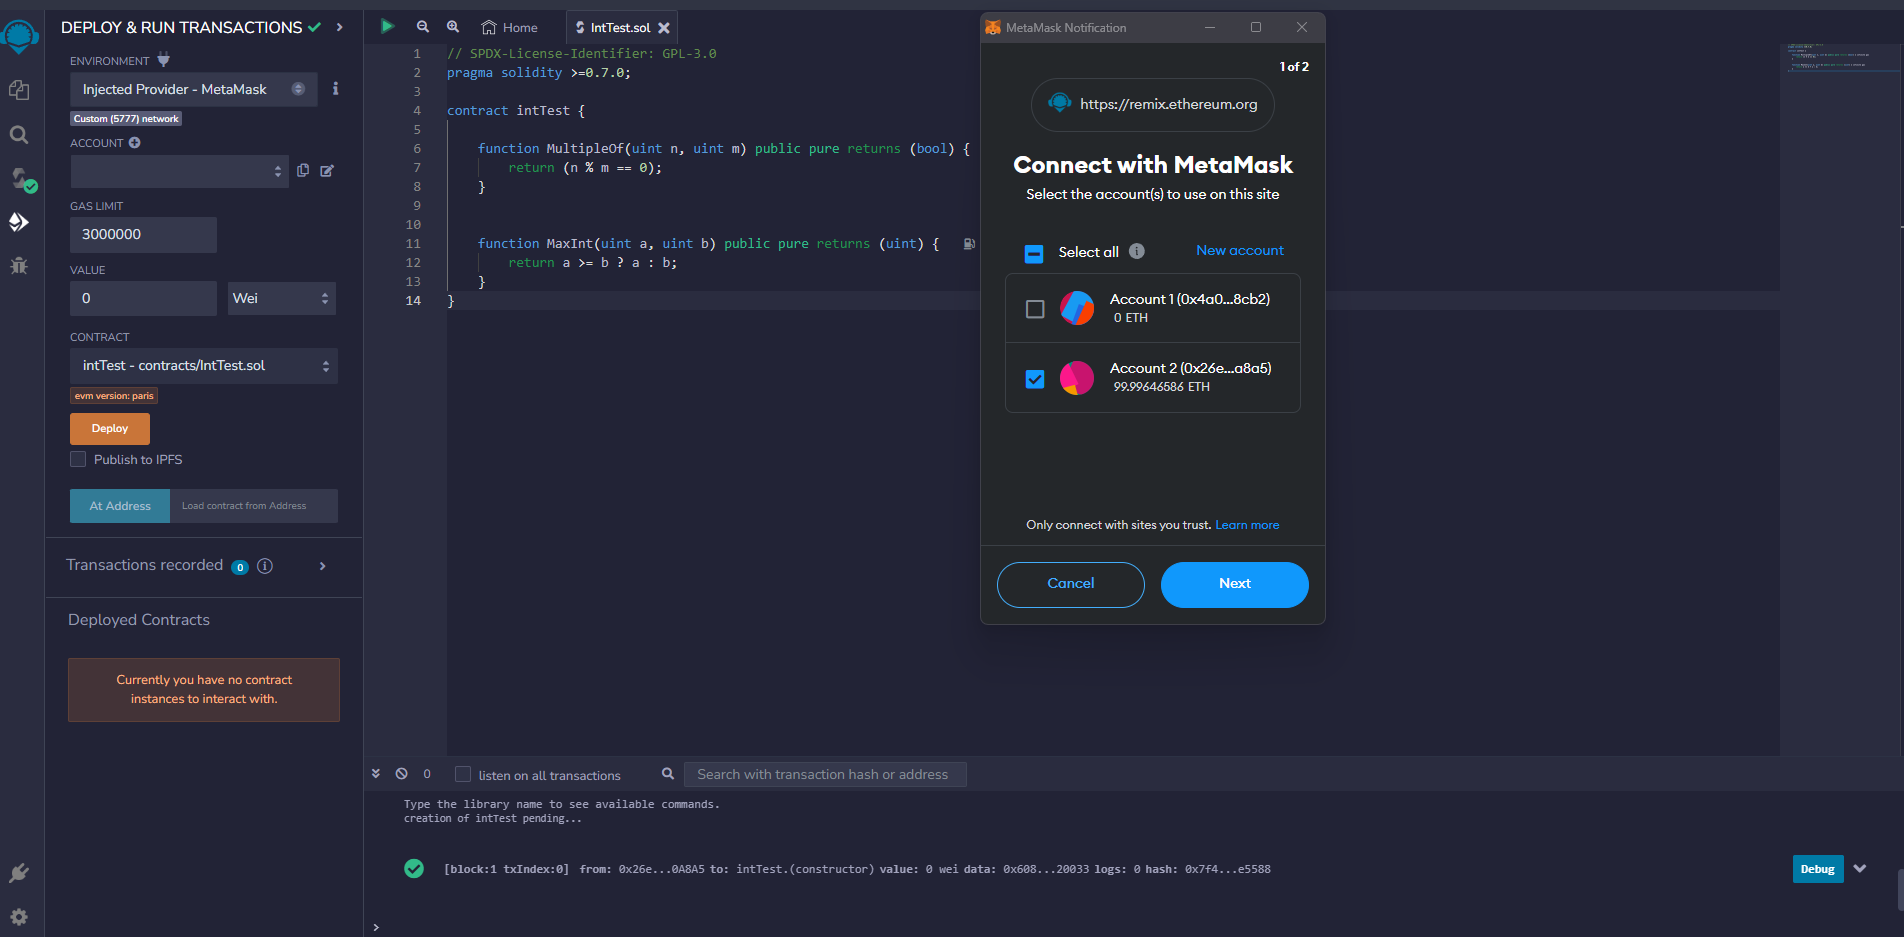 DEPLOY & RUN TRANSACTIONS
ENVIRONMENT
Injected Provider - MetaMask
Custom (5777) network
ACCOUNT
GAS LIMIT
3000000
VALUE
0
Wei
CONTRACT
intTest - contracts/IntTest.sol
evm version: paris
Deploy
Publish to IPFS
At Address
Load contract from Address
Transactions recorded 0
Deployed Contracts
Currently you have no contract
instances to interact with.
Home
IntTest.sol
1 // SPDX-License-Identifier: GPL-3.0
2 pragma solidity >=0.7.0;
3
4 contract intTest {
5
6 function MultipleOf(uint n, uint m) public pure returns (bool) {
7 return (n % m == 0);
8 }
9
10
11 function MaxInt(uint a, uint b) public pure returns (uint) {
12 return a >= b ? a : b;
13 }
14 }
MetaMask Notification
1 of 2
https://remix.ethereum.org
Connect with MetaMask
Select the account(s) to use on this site
Select all
New account
Account 1 (0x4a0...8cb2)
0 ETH
Account 2 (0x26e...a8a5)
99.99646586 ETH
Only connect with sites you trust. Learn more
Cancel
Next
0
listen on all transactions
Search with transaction hash or address
Type the library name to see available commands.
creation of intTest pending...
[block:1 txIndex:0] from: 0x26e...0A8A5 to: intTest.(constructor) value: 0 wei data: 0x608...20033 logs: 0 hash: 0x7f4...e5588
Debug
>